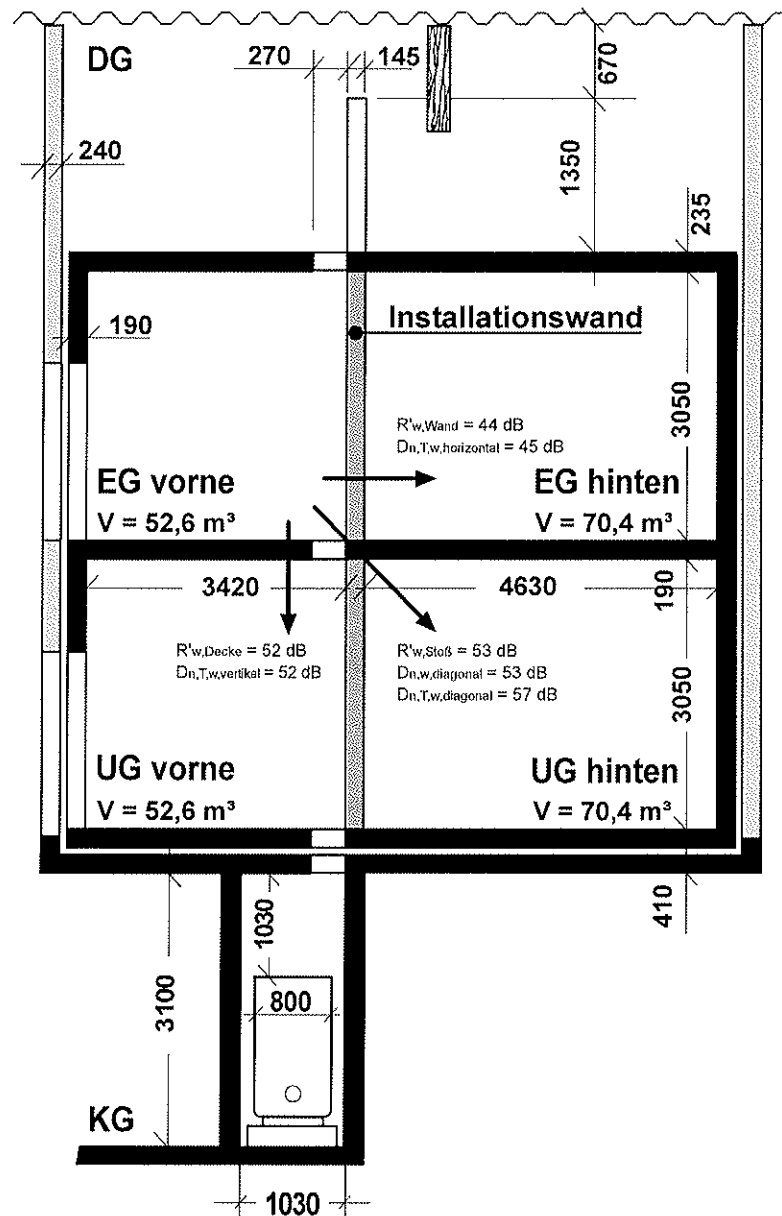 DG
270
145
670
240
1350
235
Installationswand
190
R'w,Wand = 44 dB
Dn,T,w,horizontal = 45 dB
3050
EG vorne
V = 52,6 m³
EG hinten
V = 70,4 m³
3420
4630
190
R'w,Decke = 52 dB
Dn,T,w,vertikal = 52 dB
R'w,Stoß = 53 dB
Dn,w,diagonal = 53 dB
Dn,T,w,diagonal = 57 dB
3050
UG vorne
V = 52,6 m³
UG hinten
V = 70,4 m³
410
1030
3100
800
KG
1030